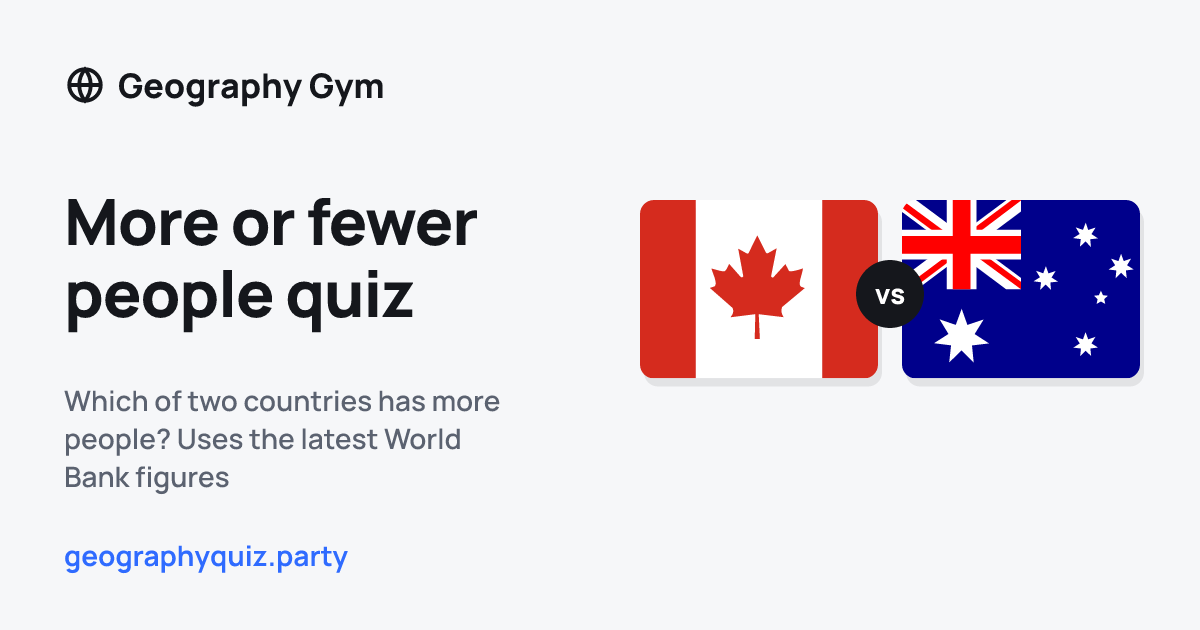 Geography Gym
More or fewer
people quiz
Which of two countries has more
people? Uses the latest World
Bank figures
geographyquiz.party
vs